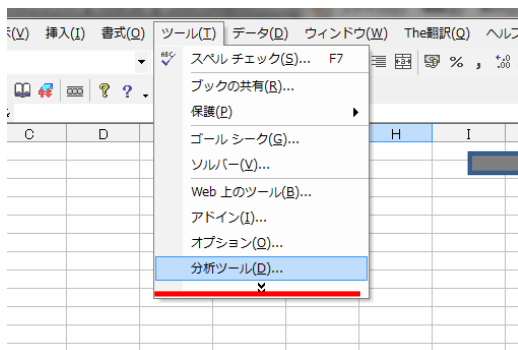 (V) 挿入(I) 書式(O) ツール(T) データ(D) ウィンドウ(W) The翻訳(Q) ヘルプ
ABC スペル チェック(S)... F7
% ,
ブックの共有(R)...
保護(P)
C D H I
ゴール シーク(G)...
ソルバー(V)...
Web 上のツール(B)...
アドイン(I)...
オプション(O)...
分析ツール(D)...